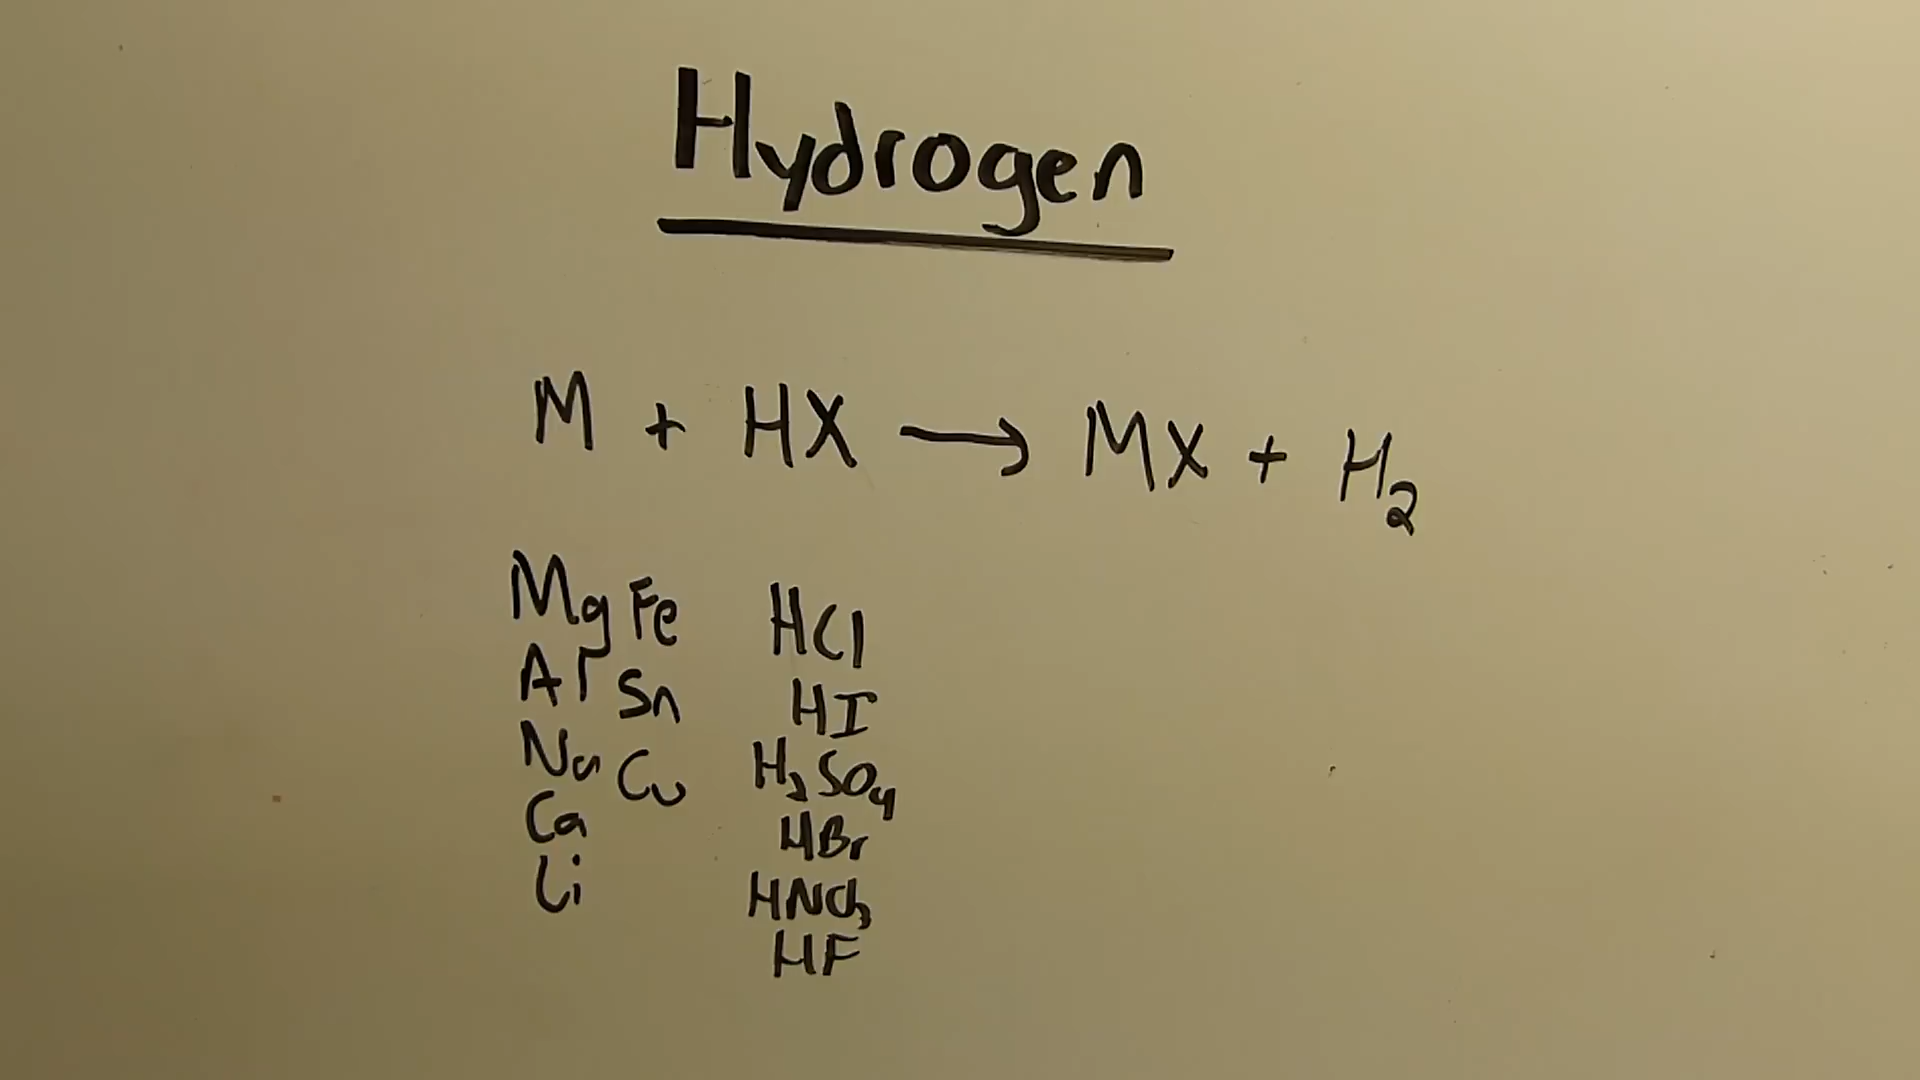 Hydrogen
M + HX → MX + H₂
Mg Fe HCl
Al Sn HI
Na Cu H₂SO₄
Ca HBr
Li HNO₃
HF